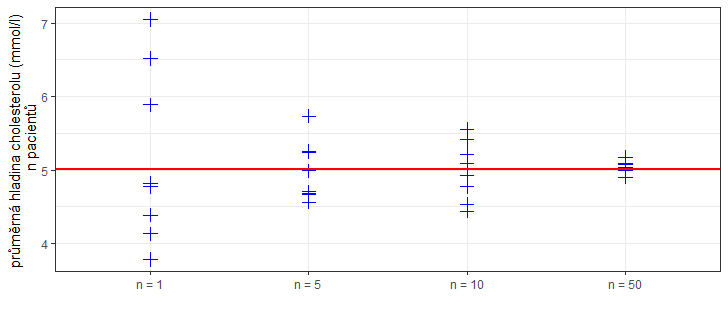 průměrná hladina cholesterolu (mmol/l)
n pacientů
7
6
5
4
n = 1
n = 5
n = 10
n = 50